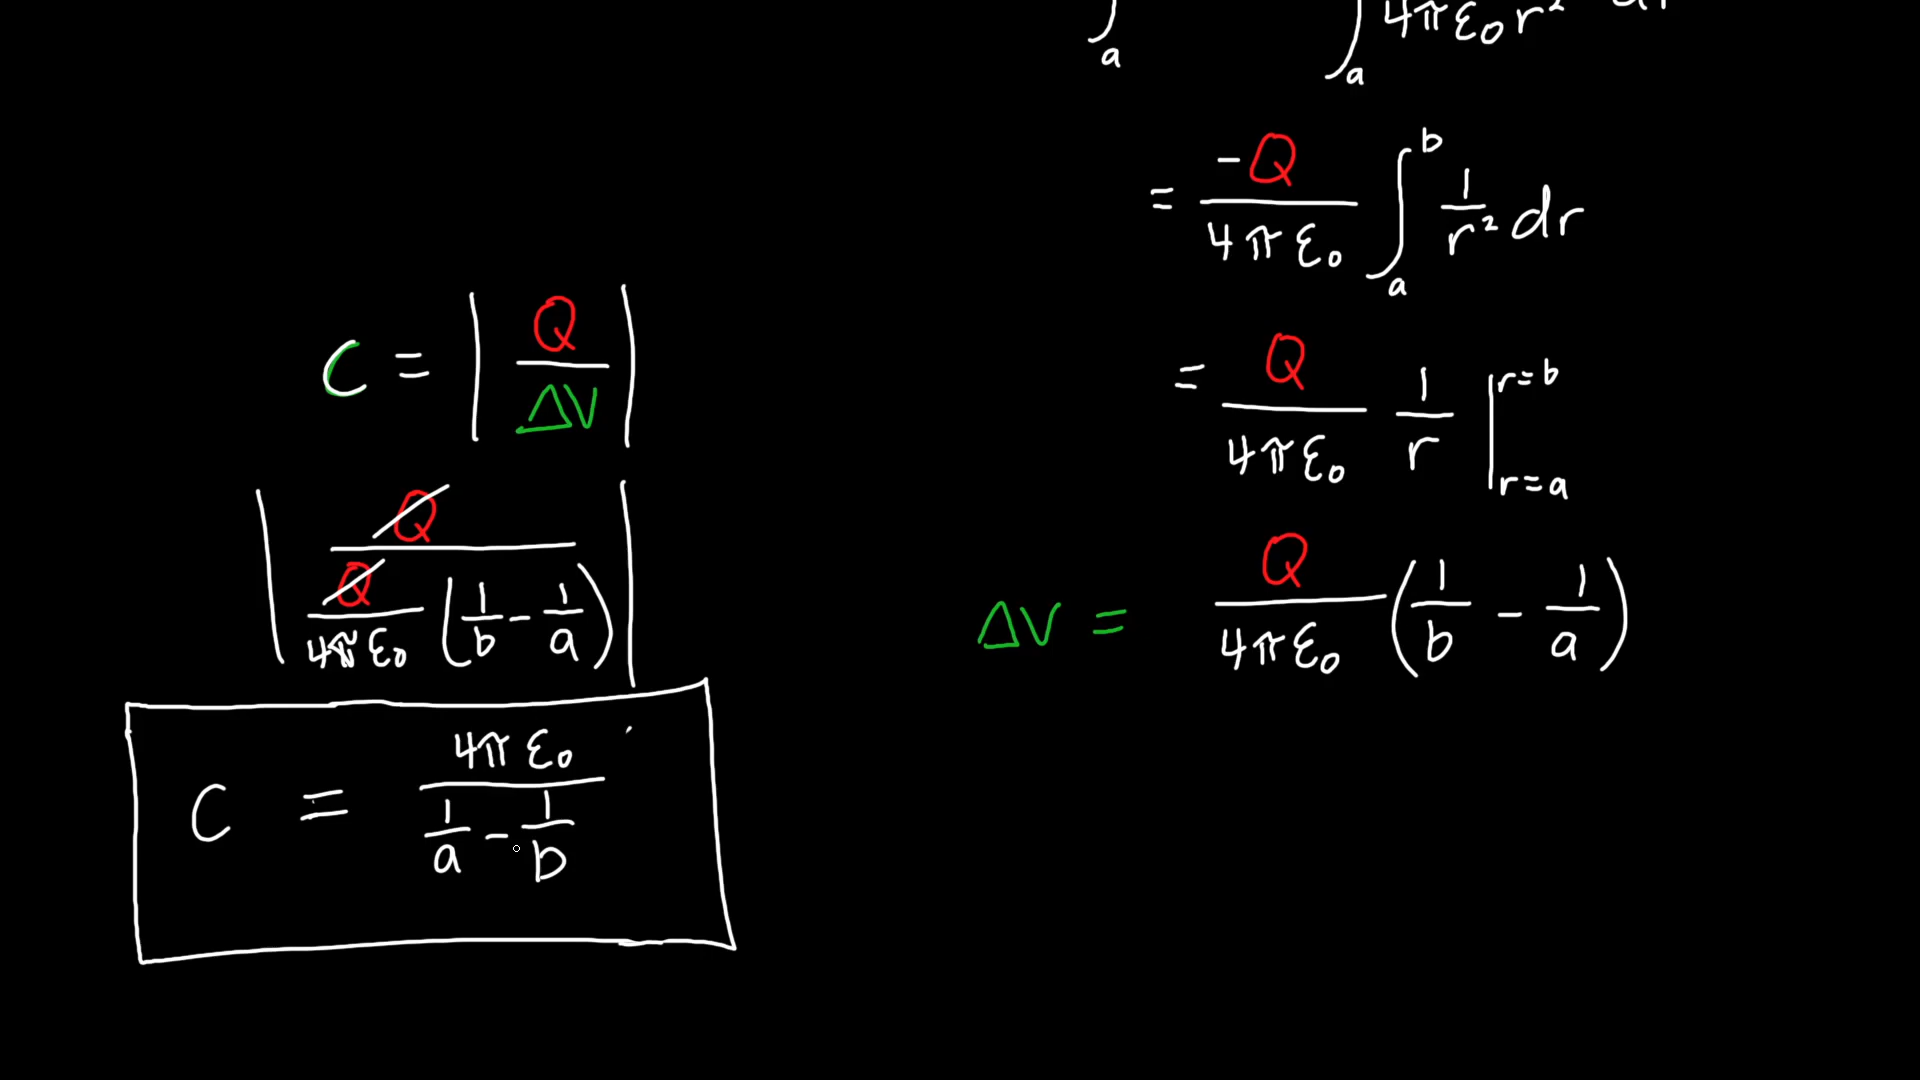 ∫ₐ ∫ₐ 4πε₀r²
= -Q/(4πε₀) ∫ₐᵇ 1/r² dr
= Q/(4πε₀) 1/r |r=b r=a
ΔV = Q/(4πε₀) (1/b - 1/a)
C = |Q/ΔV|
|Q/(Q/(4πε₀) (1/b - 1/a))|
C = 4πε₀/(1/a - 1/b)